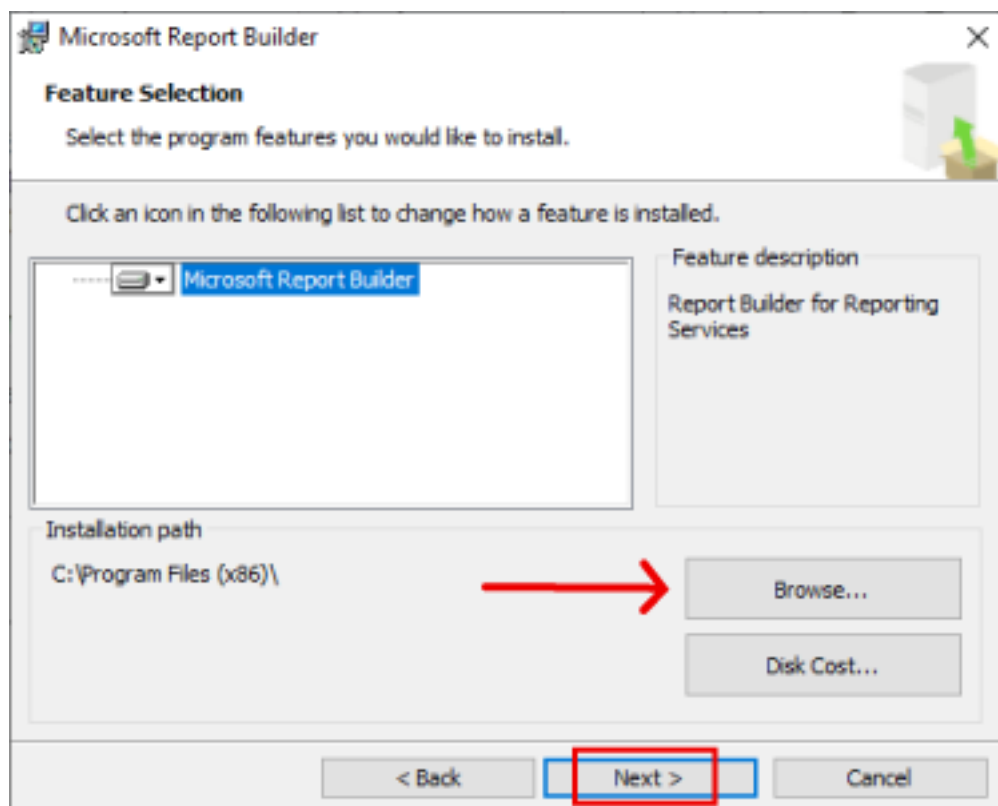 Microsoft Report Builder
Feature Selection
Select the program features you would like to install.
Click an icon in the following list to change how a feature is installed.
Microsoft Report Builder
Feature description
Report Builder for Reporting
Services
Installation path
C:\Program Files (x86)\
Browse...
Disk Cost...
< Back
Next >
Cancel